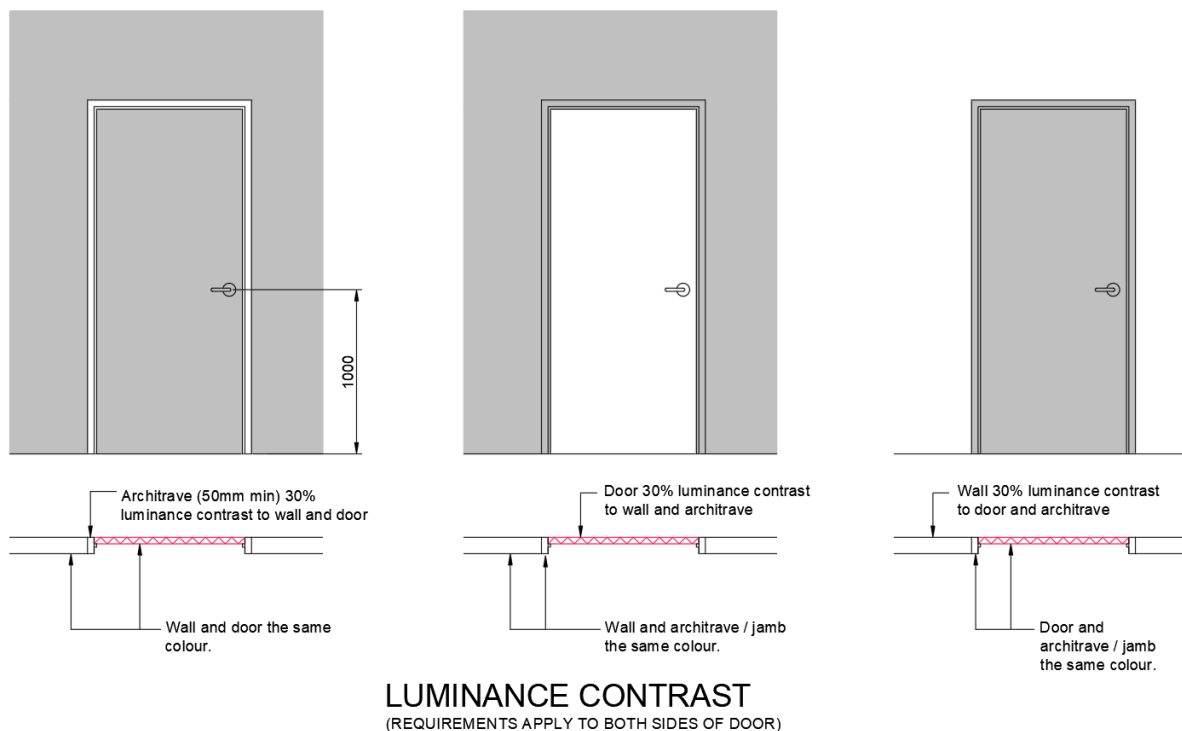 1000
Architrave (50mm min) 30%
luminance contrast to wall and door
Wall and door the same
colour.
Door 30% luminance contrast
to wall and architrave
Wall and architrave / jamb
the same colour.
Wall 30% luminance contrast
to door and architrave
Door and
architrave / jamb
the same colour.
LUMINANCE CONTRAST
(REQUIREMENTS APPLY TO BOTH SIDES OF DOOR)